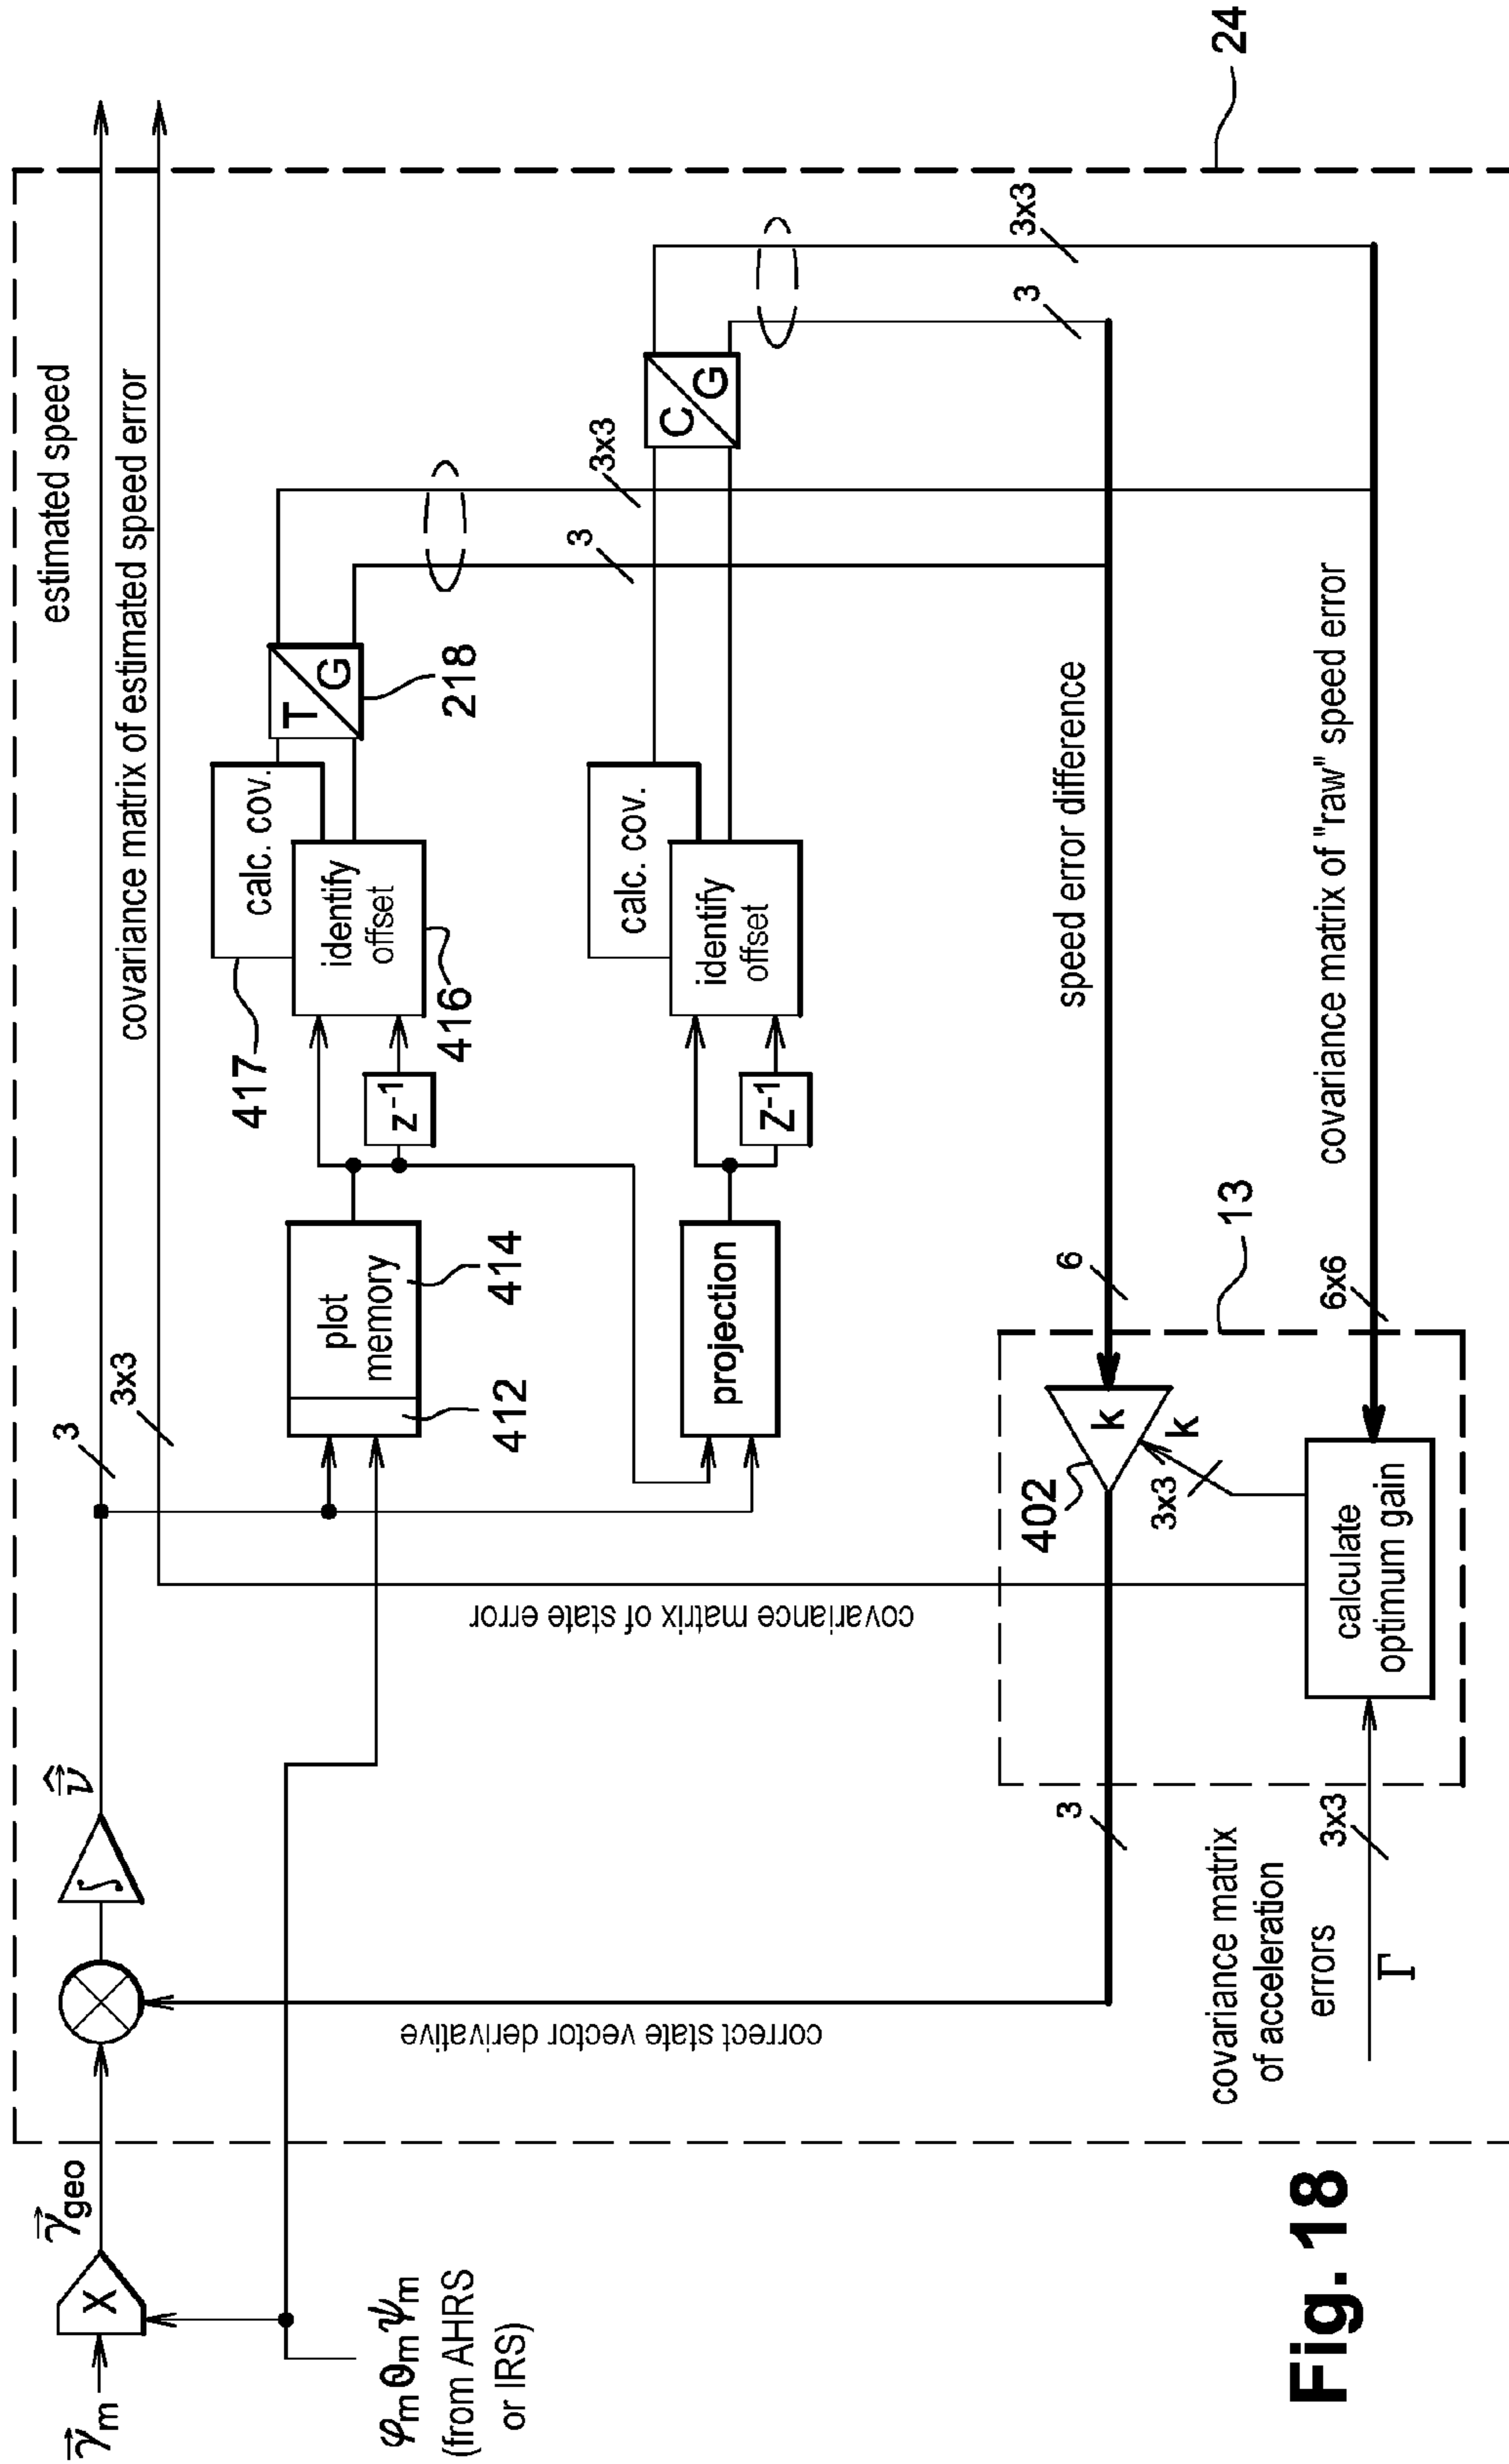 24
estimated speed
covariance matrix of estimated speed error
3
3x3
calc. cov.
417
identify
offset
416
T
G
218
z-1
plot
memory
414
412
projection
Z-1
calc. cov.
identify
offset
C
G
3
3x3
3
3x3
speed error difference
covariance matrix of "raw" speed error
6
6x6
13
k
402
k
3x3
calculate
optimum gain
covariance matrix of state error
correct state vector derivative
3
covariance matrix
of acceleration
errors
3x3
Γ
∫
ν̂⃗
γ⃗geo
γ⃗m
X
φm θm ψm
(from AHRS
or IRS)
Fig. 18